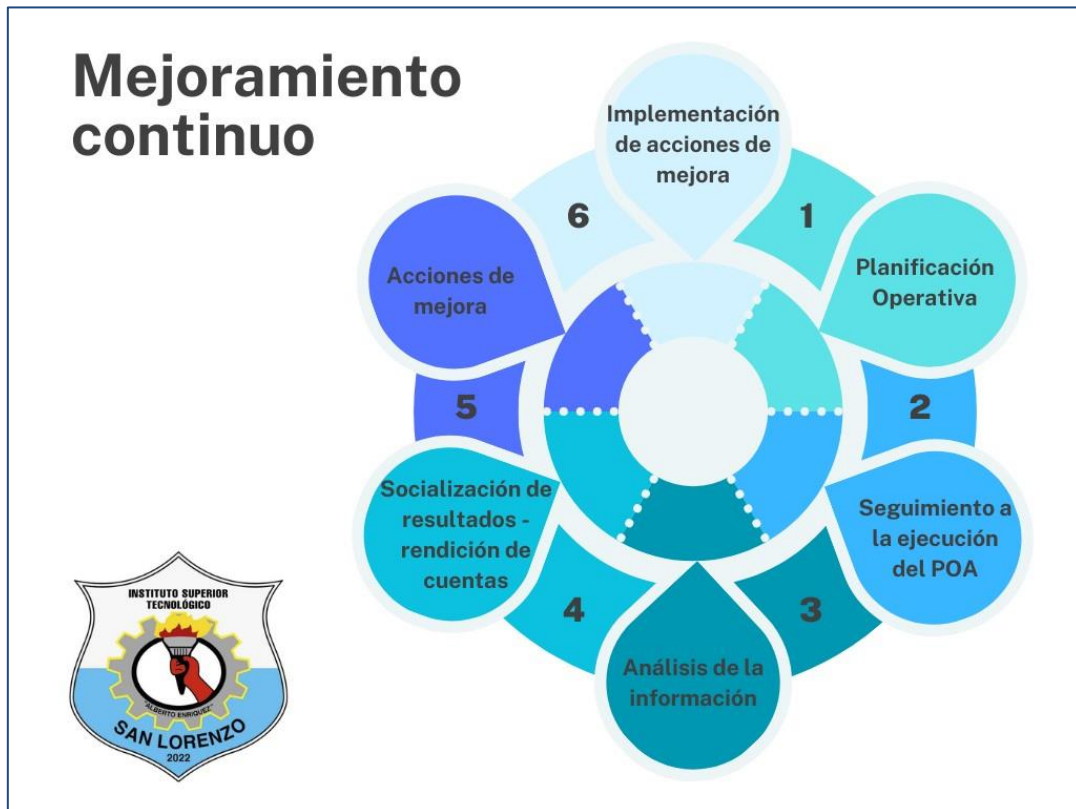 Mejoramiento
continuo
Implementación
de acciones de
mejora
1
Planificación
Operativa
2
Seguimiento a
la ejecución
del POA
3
Análisis de la
información
4
Socialización de
resultados -
rendición de
cuentas
5
Acciones de
mejora
6
INSTITUTO SUPERIOR
TECNOLÓGICO
"ALBERTO ENRIQUEZ"
SAN LORENZO
2022